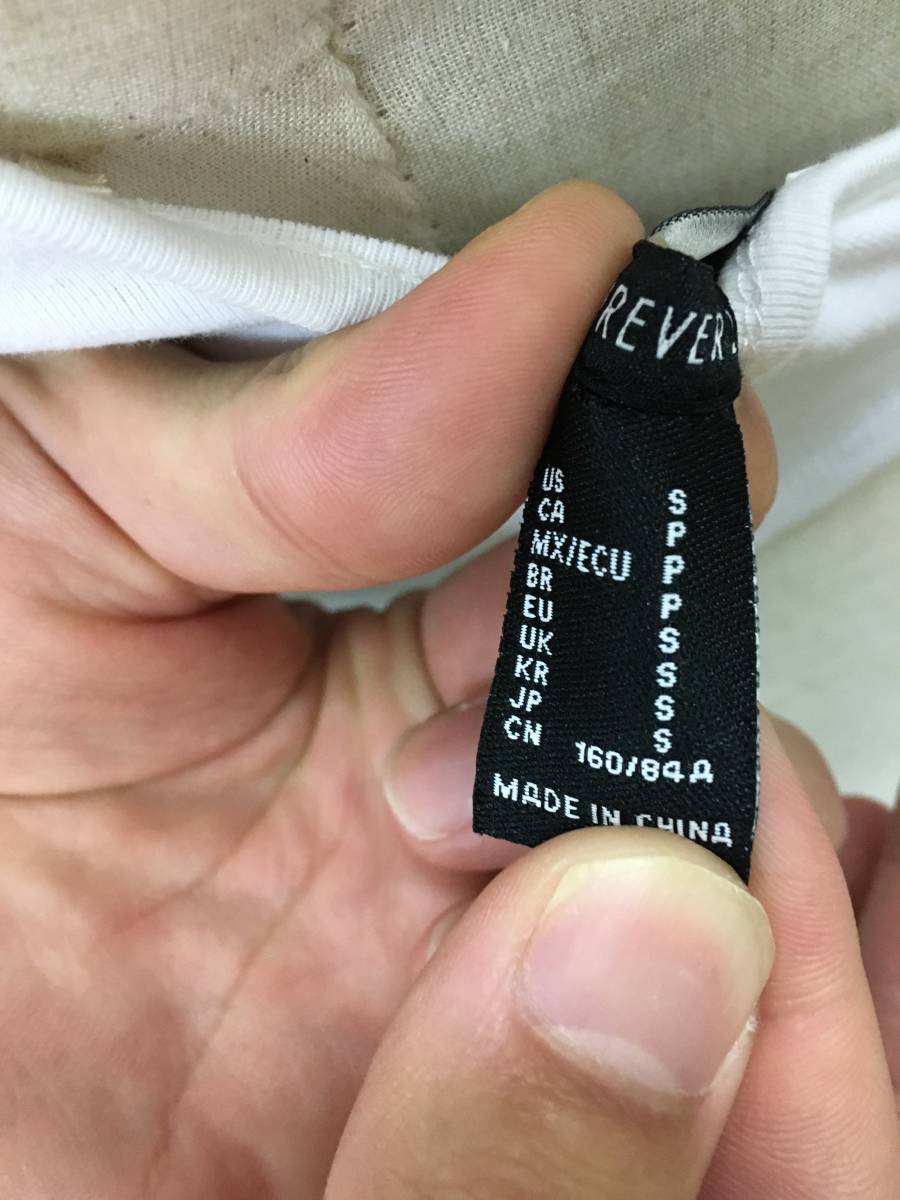 REVER
US S
CA P
MX/ECU P
BR P
EU S
UK S
KR S
JP S
CN 160/84A
MADE IN CHINA